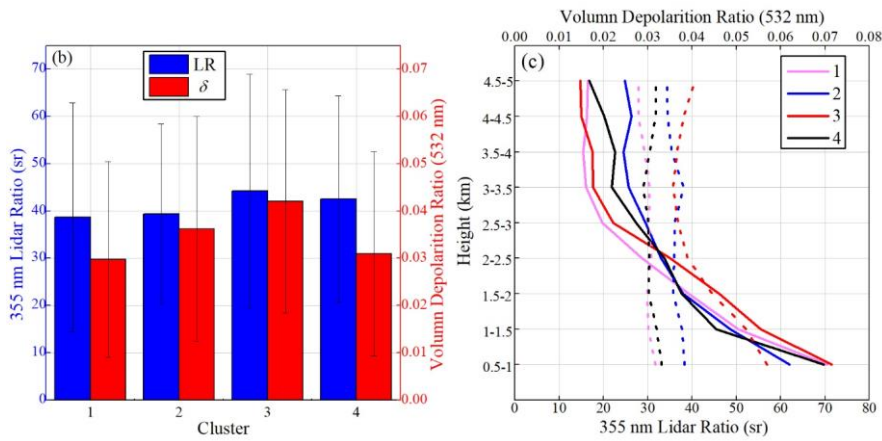 (b)
LR
δ
70
60
50
40
30
20
10
0
355 nm Lidar Ratio (sr)
0.07
0.06
0.05
0.04
0.03
0.02
0.01
0.00
Volumn Depolarition Ratio (532 nm)
1 2 3 4
Cluster
Volumn Depolarition Ratio (532 nm)
0.00 0.01 0.02 0.03 0.04 0.05 0.06 0.07 0.08
(c)
1
2
3
4
4.5-5
4-4.5
3.5-4
3-3.5
2.5-3
2-2.5
1.5-2
1-1.5
0.5-1
Height (km)
0 10 20 30 40 50 60 70 80
355 nm Lidar Ratio (sr)